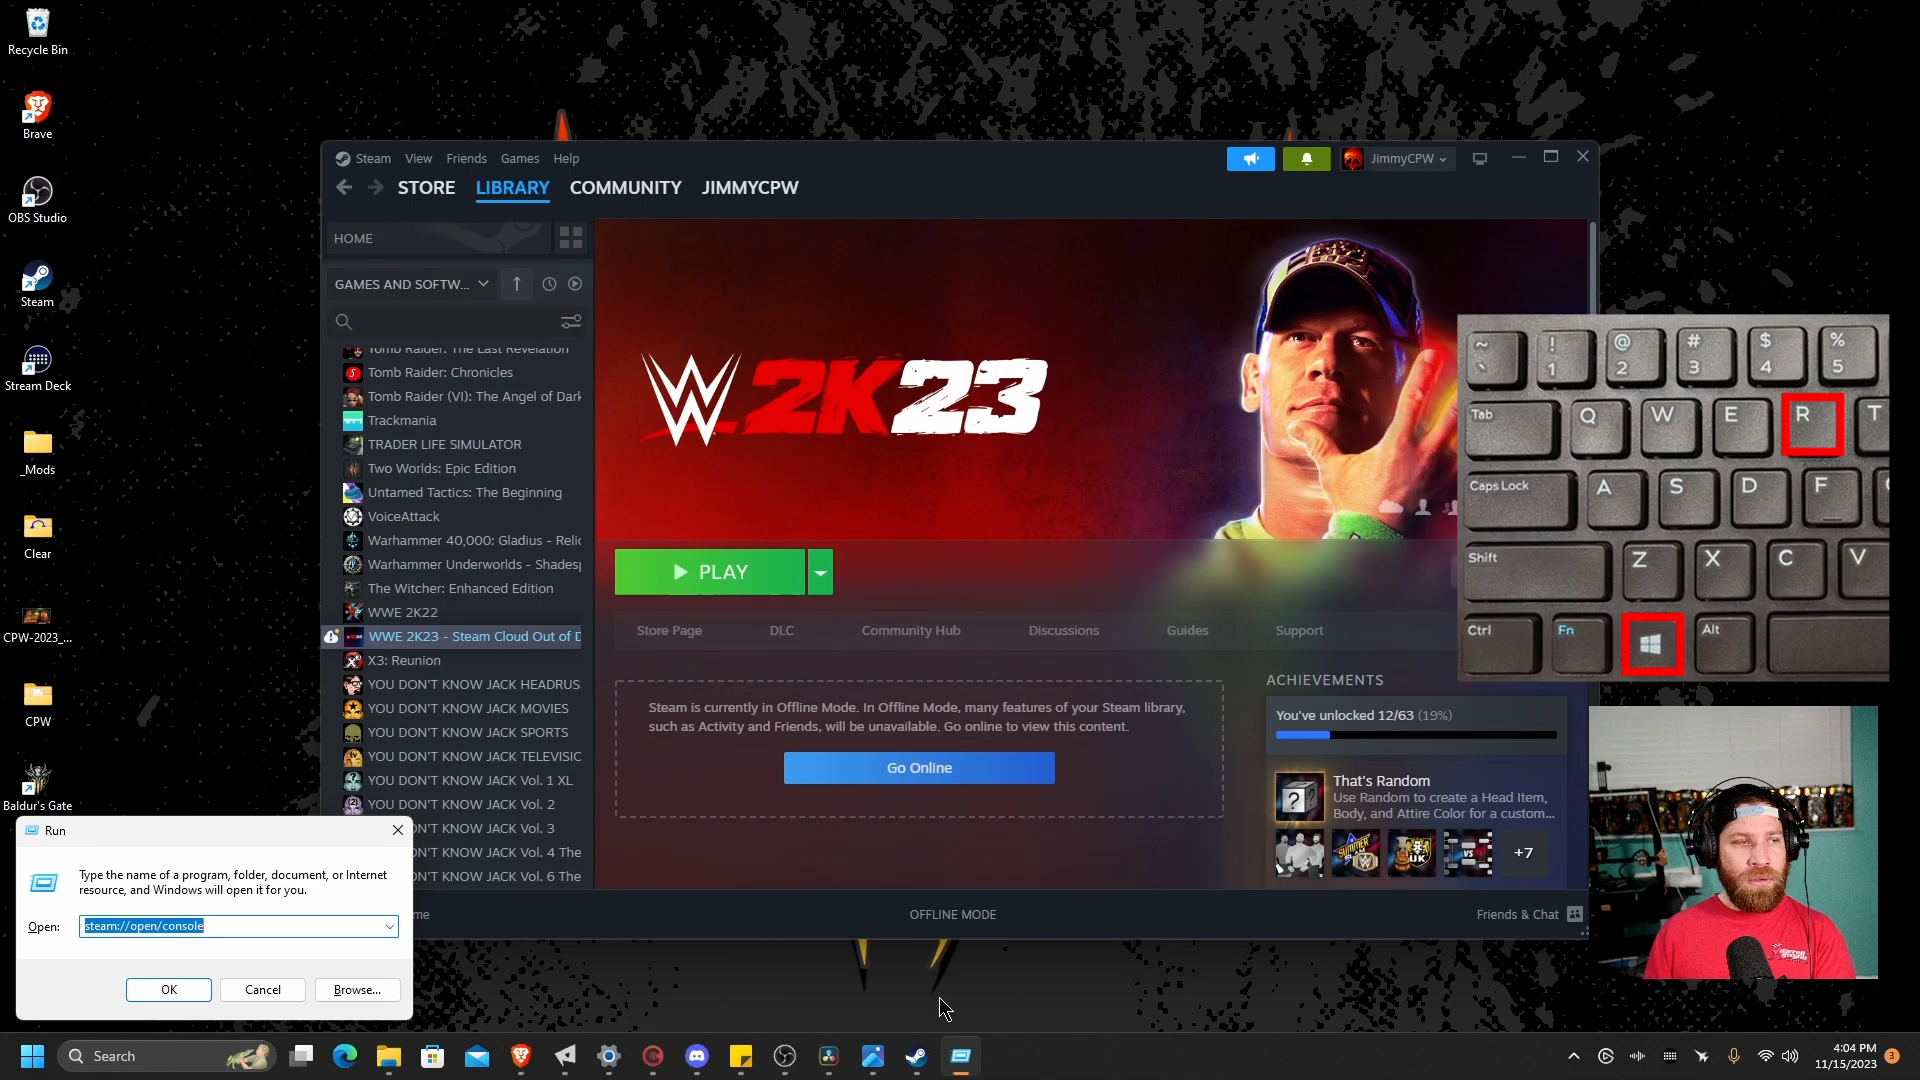 Recycle Bin
Brave
OBS Studio
Steam
Stream Deck
_Mods
Clear
CPW-2023_...
CPW
Baldur's Gate
Steam View Friends Games Help
JimmyCPW
STORE LIBRARY COMMUNITY JIMMYCPW
HOME
GAMES AND SOFTW...
Tomb Raider: The Last Revelation
Tomb Raider: Chronicles
Tomb Raider (VI): The Angel of Dark
Trackmania
TRADER LIFE SIMULATOR
Two Worlds: Epic Edition
Untamed Tactics: The Beginning
VoiceAttack
Warhammer 40,000: Gladius - Relic
Warhammer Underworlds - Shadesp
The Witcher: Enhanced Edition
WWE 2K22
WWE 2K23 - Steam Cloud Out of D
X3: Reunion
YOU DON'T KNOW JACK HEADRUS
YOU DON'T KNOW JACK MOVIES
YOU DON'T KNOW JACK SPORTS
YOU DON'T KNOW JACK TELEVISIO
YOU DON'T KNOW JACK Vol. 1 XL
YOU DON'T KNOW JACK Vol. 2
ON'T KNOW JACK Vol. 3
ON'T KNOW JACK Vol. 4 The
ON'T KNOW JACK Vol. 6 The
W 2K23
PLAY
Store Page DLC Community Hub Discussions Guides Support
Steam is currently in Offline Mode. In Offline Mode, many features of your Steam library,
such as Activity and Friends, will be unavailable. Go online to view this content.
Go Online
ACHIEVEMENTS
You've unlocked 12/63 (19%)
That's Random
Use Random to create a Head Item,
Body, and Attire Color for a custom...
+7
me
OFFLINE MODE
Friends & Chat
~ ! @ # $ %
` 1 2 3 4 5
Tab Q W E R T
Caps Lock A S D F
Shift Z X C V
Ctrl Fn Alt
Run
Type the name of a program, folder, document, or Internet
resource, and Windows will open it for you.
Open: steam://open/console
OK Cancel Browse...
Search
4:04 PM
11/15/2023
3